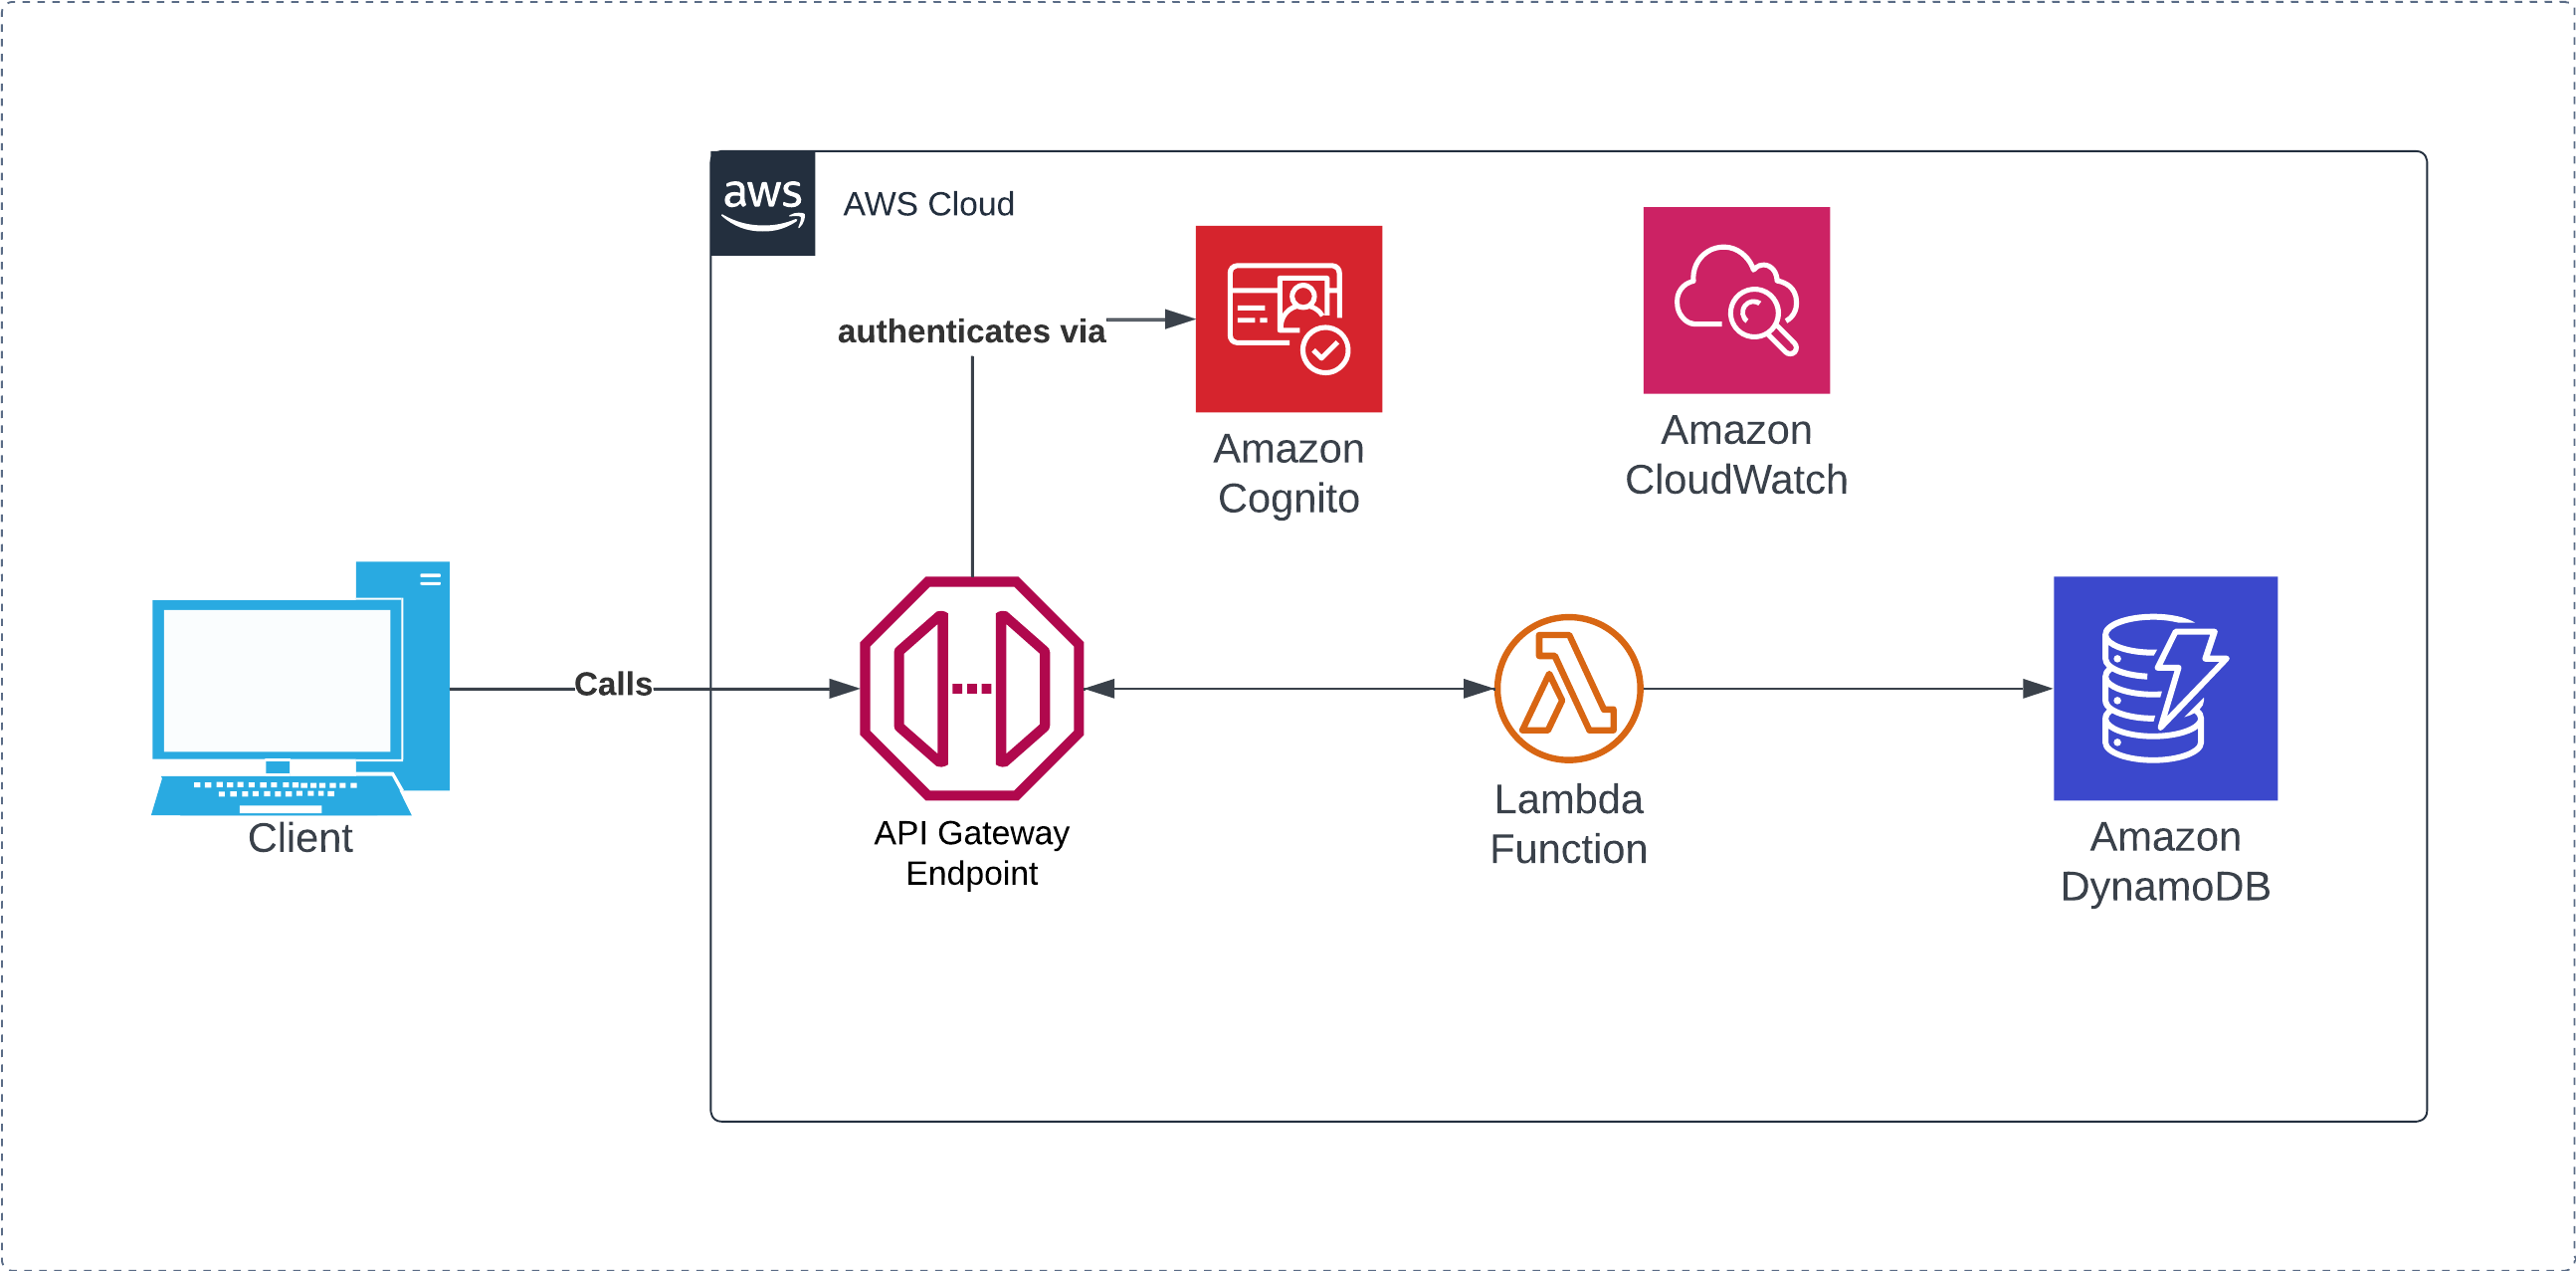 aws
AWS Cloud
authenticates via
Amazon
Cognito
Amazon
CloudWatch
Calls
Client
API Gateway
Endpoint
Lambda
Function
Amazon
DynamoDB